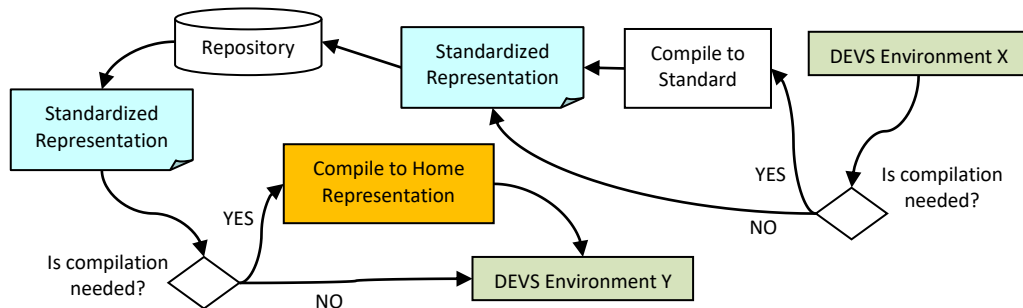 Repository
Standardized
Representation
Compile to
Standard
DEVS Environment X
Standardized
Representation
Compile to Home
Representation
YES
Is compilation
needed?
NO
YES
Is compilation
needed?
NO
DEVS Environment Y